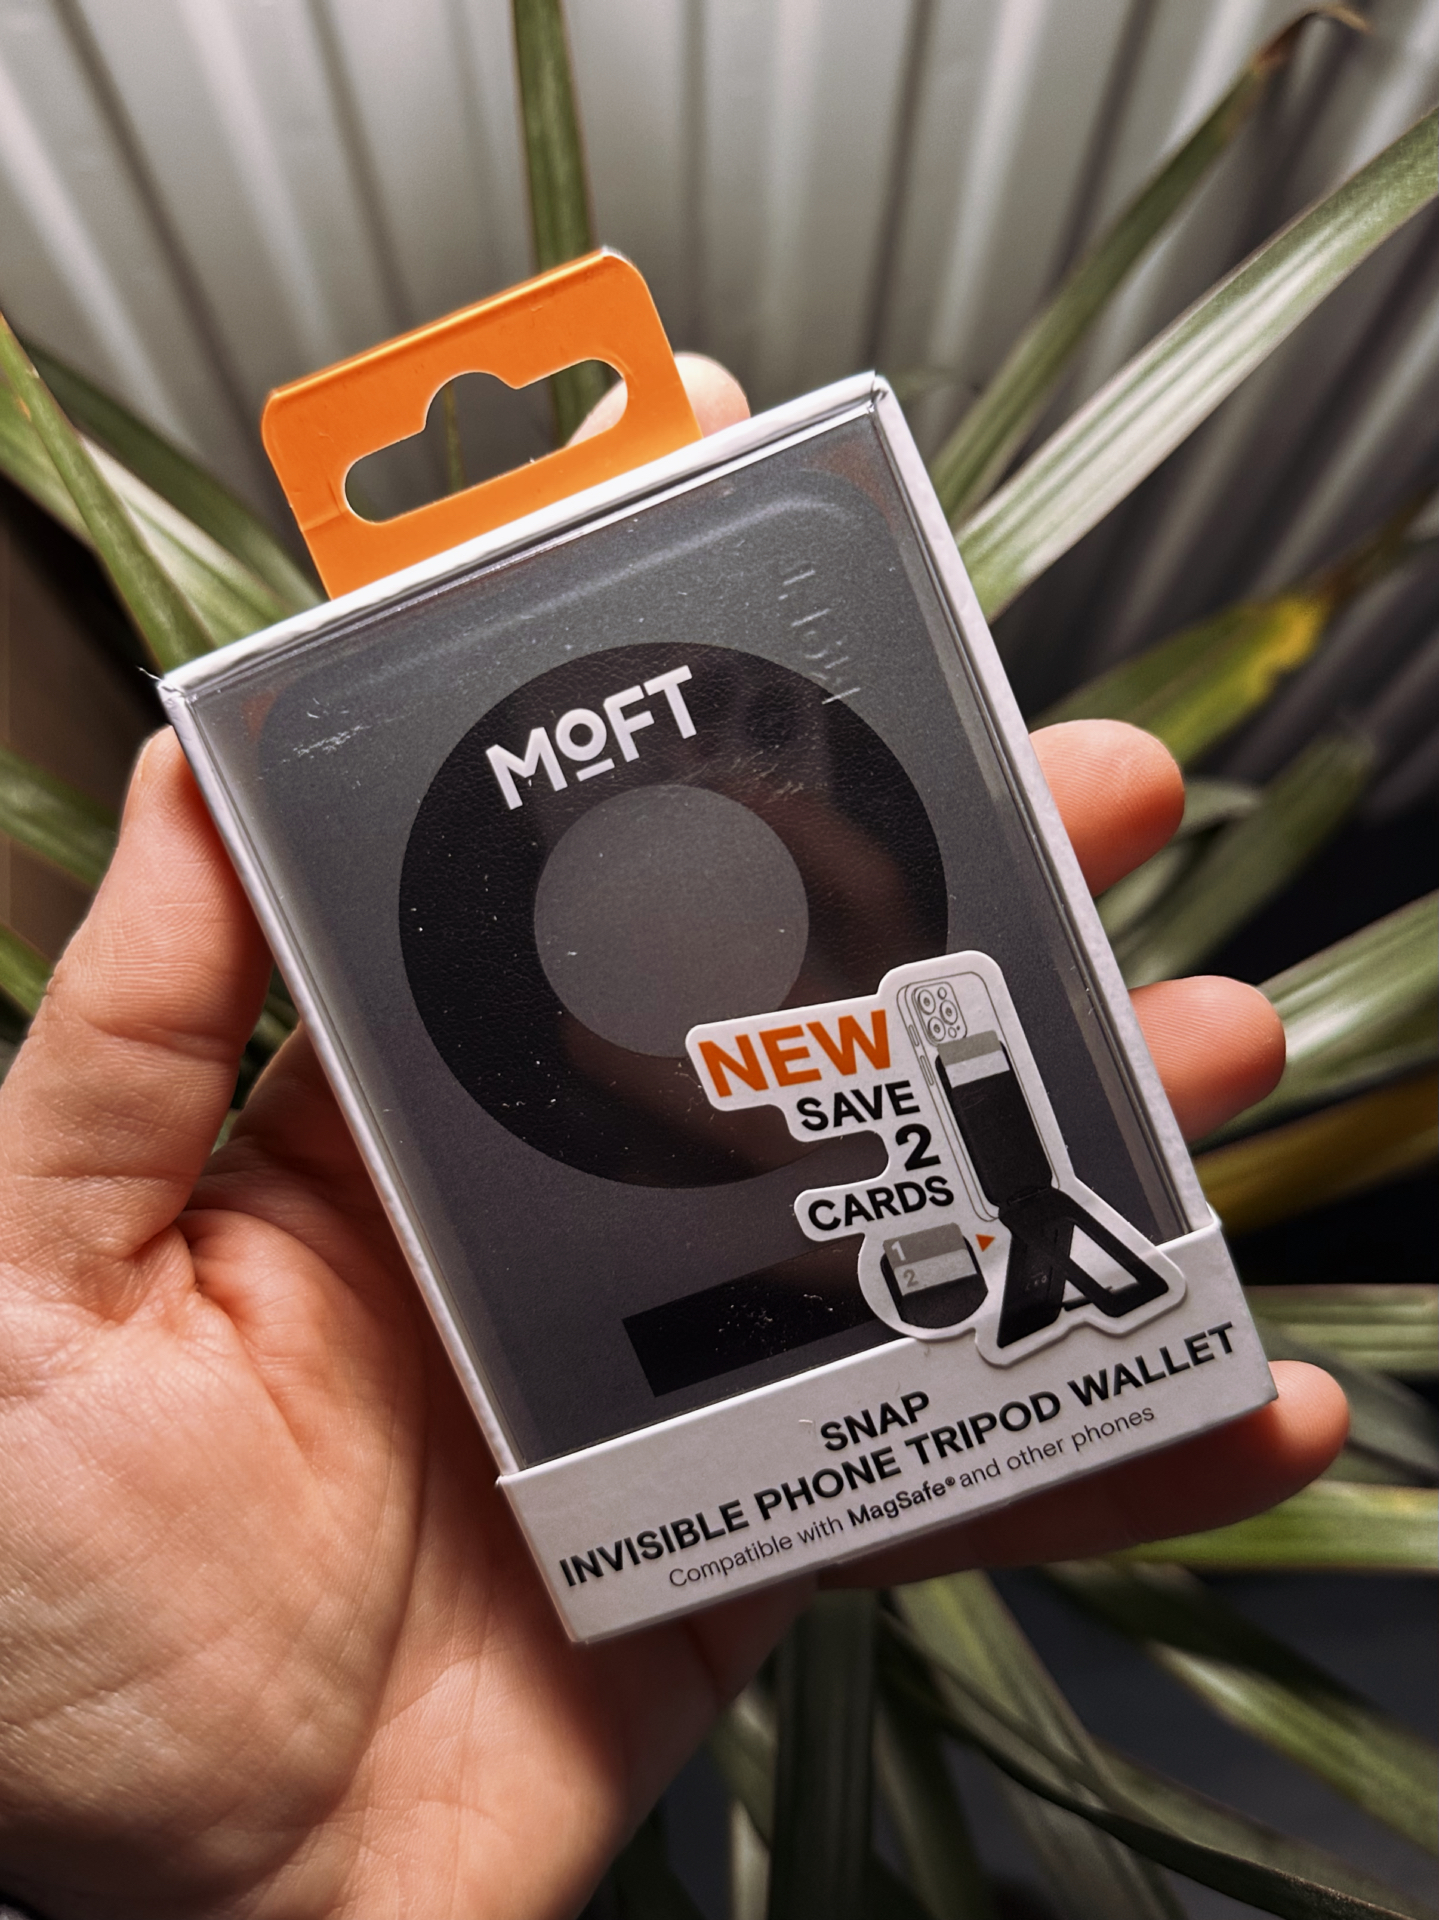 MOFT
NEW
SAVE
2
CARDS
1
2
SNAP
INVISIBLE PHONE TRIPOD WALLET
Compatible with MagSafe® and other phones